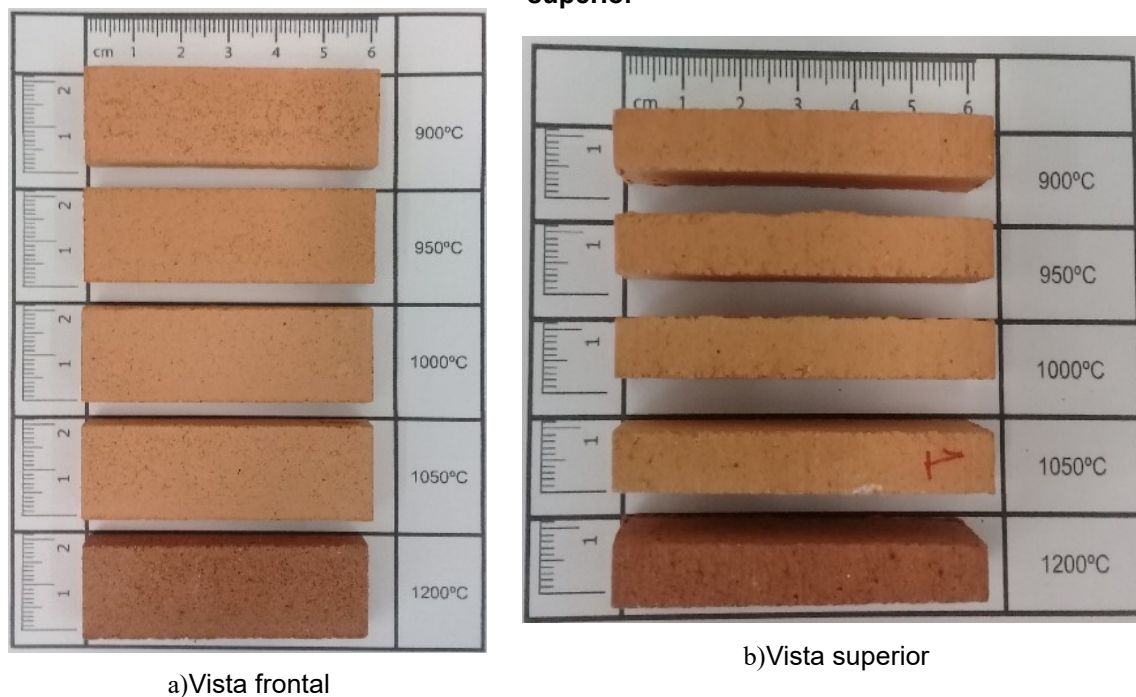 superior
cm 1 2 3 4 5 6
2
1
900ºC
2
1
950ºC
2
1
1000ºC
2
1
1050ºC
2
1
1200ºC
a)Vista frontal
cm 1 2 3 4 5 6
1
900ºC
1
950ºC
1
1000ºC
1
1050ºC
1
1200ºC
b)Vista superior